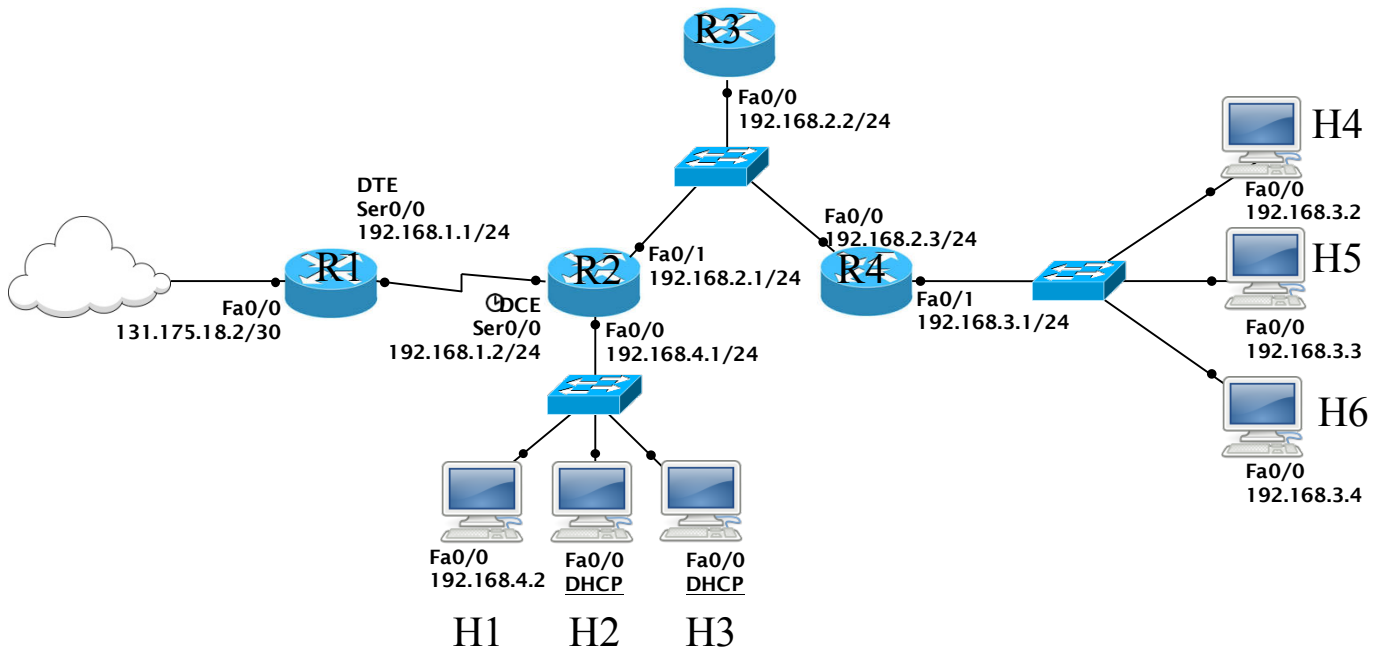 R3
Fa0/0
192.168.2.2/24
H4
Fa0/0
192.168.3.2
DTE
Ser0/0
192.168.1.1/24
Fa0/0
192.168.2.3/24
R1
R2
Fa0/1
192.168.2.1/24
R4
H5
Fa0/0
131.175.18.2/30
DCE
Ser0/0
192.168.1.2/24
Fa0/0
192.168.4.1/24
Fa0/1
192.168.3.1/24
Fa0/0
192.168.3.3
H6
Fa0/0
192.168.3.4
Fa0/0
192.168.4.2
Fa0/0
DHCP
Fa0/0
DHCP
H1
H2
H3